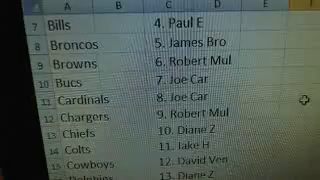 A B C D E F
7 Bills 4. Paul E
8 Broncos 5. James Bro
9 Browns 6. Robert Mul
10 Bucs 7. Joe Car
11 Cardinals 8. Joe Car
12 Chargers 9. Robert Mul
13 Chiefs 10. Diane Z
14 Colts 11. Jake H
15 Cowboys 12. David Ven
Dolphins 13. Diane Z